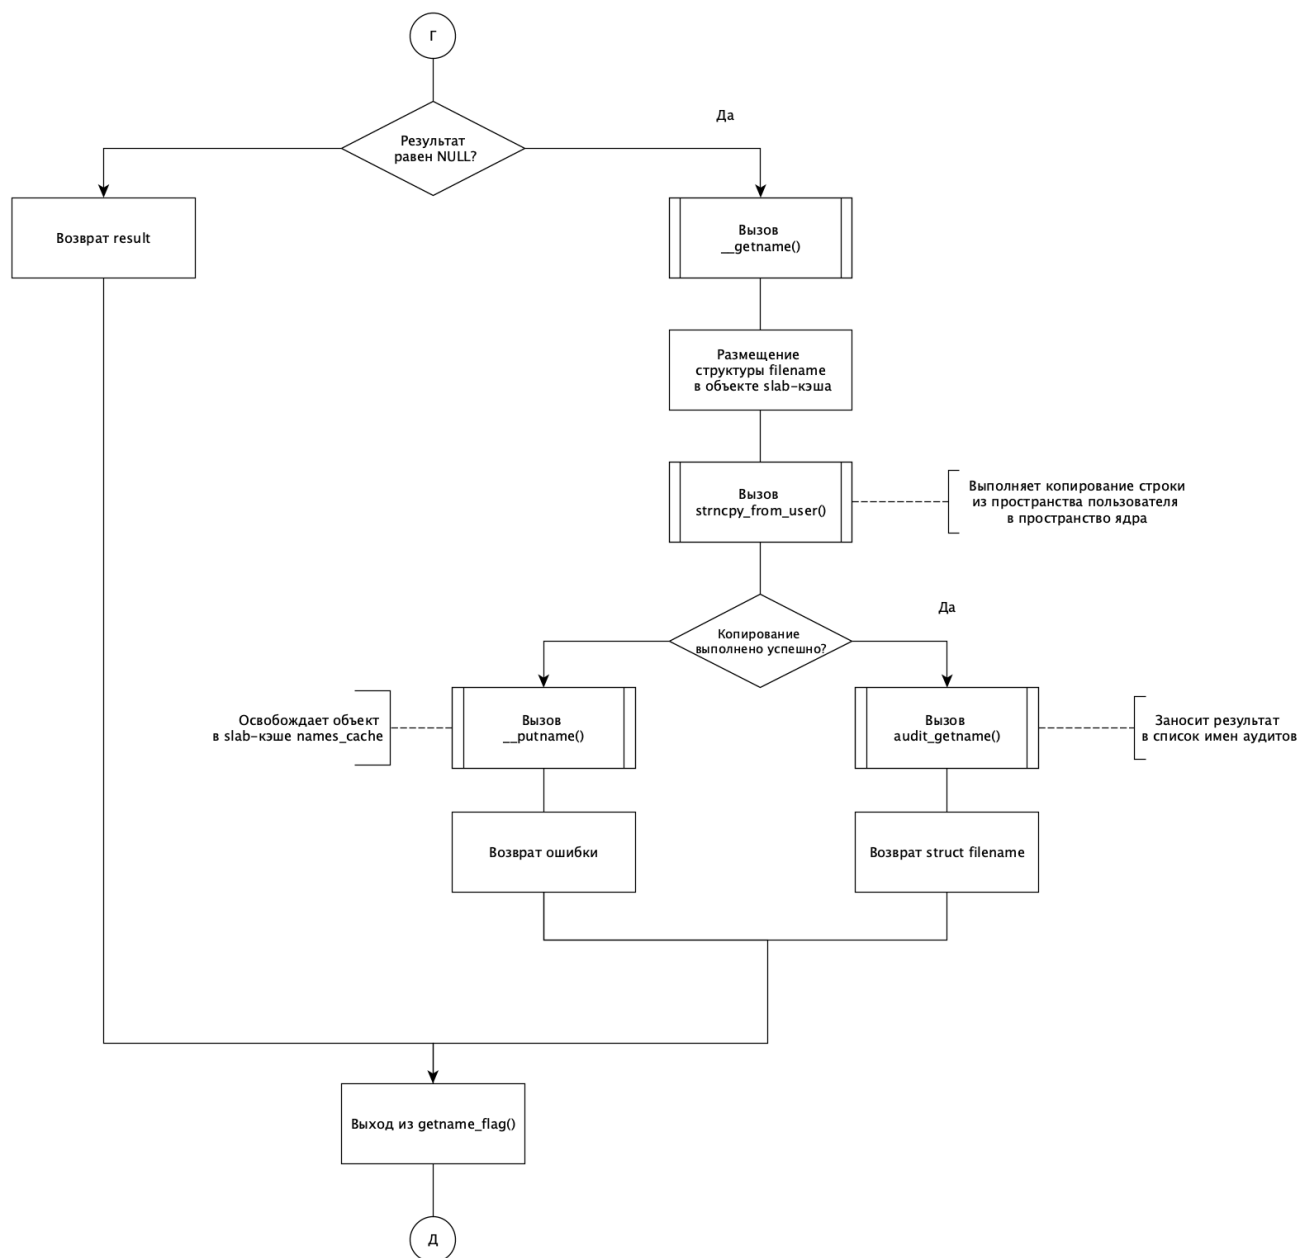 Г
Да
Результат
равен NULL?
Возврат result
Вызов
__getname()
Размещение
структуры filename
в объекте slab-кэша
Вызов
strncpy_from_user()
Выполняет копирование строки
из пространства пользователя
в пространство ядра
Да
Копирование
выполнено успешно?
Освобождает объект
в slab-кэше names_cache
Вызов
__putname()
Вызов
audit_getname()
Заносит результат
в список имен аудитов
Возврат ошибки
Возврат struct filename
Выход из getname_flag()
Д